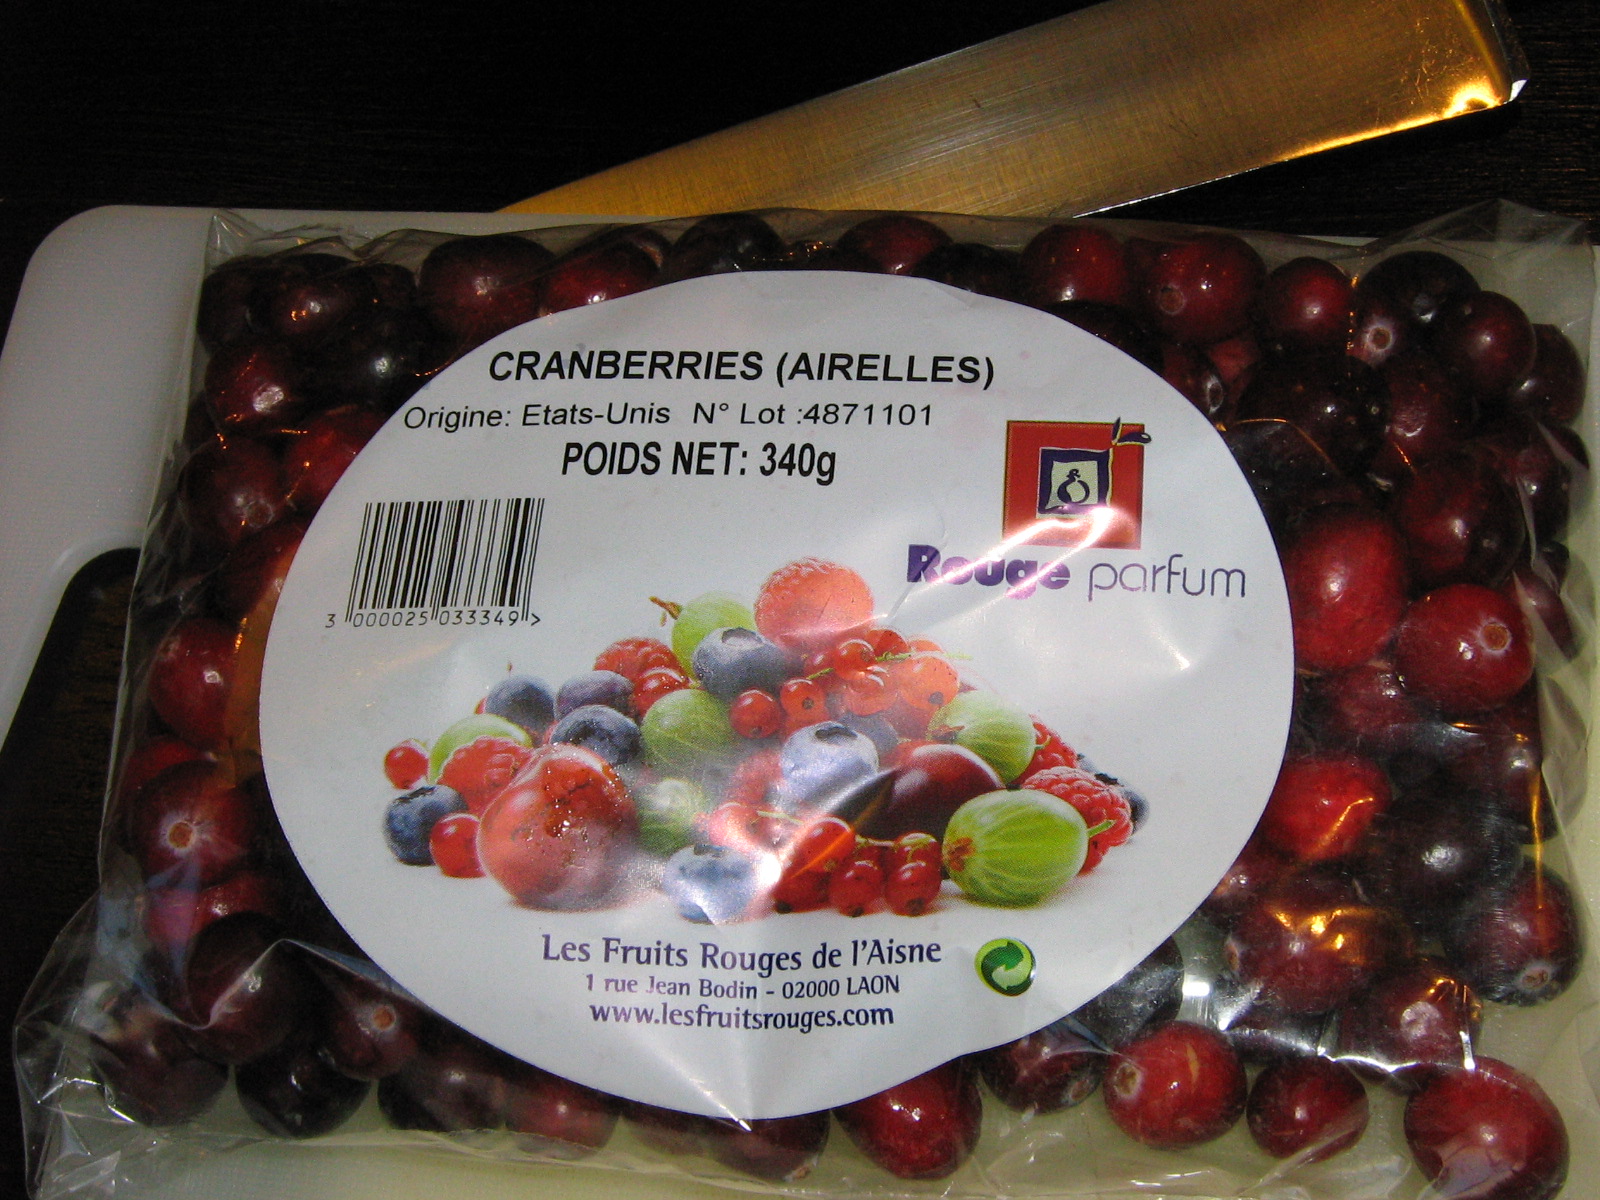 CRANBERRIES (AIRELLES)
Origine: Etats-Unis N° Lot :4871101
POIDS NET: 340g
3 000025 033349 >
Rouge parfum
Les Fruits Rouges de l'Aisne
1 rue Jean Bodin - 02000 LAON
www.lesfruitsrouges.com